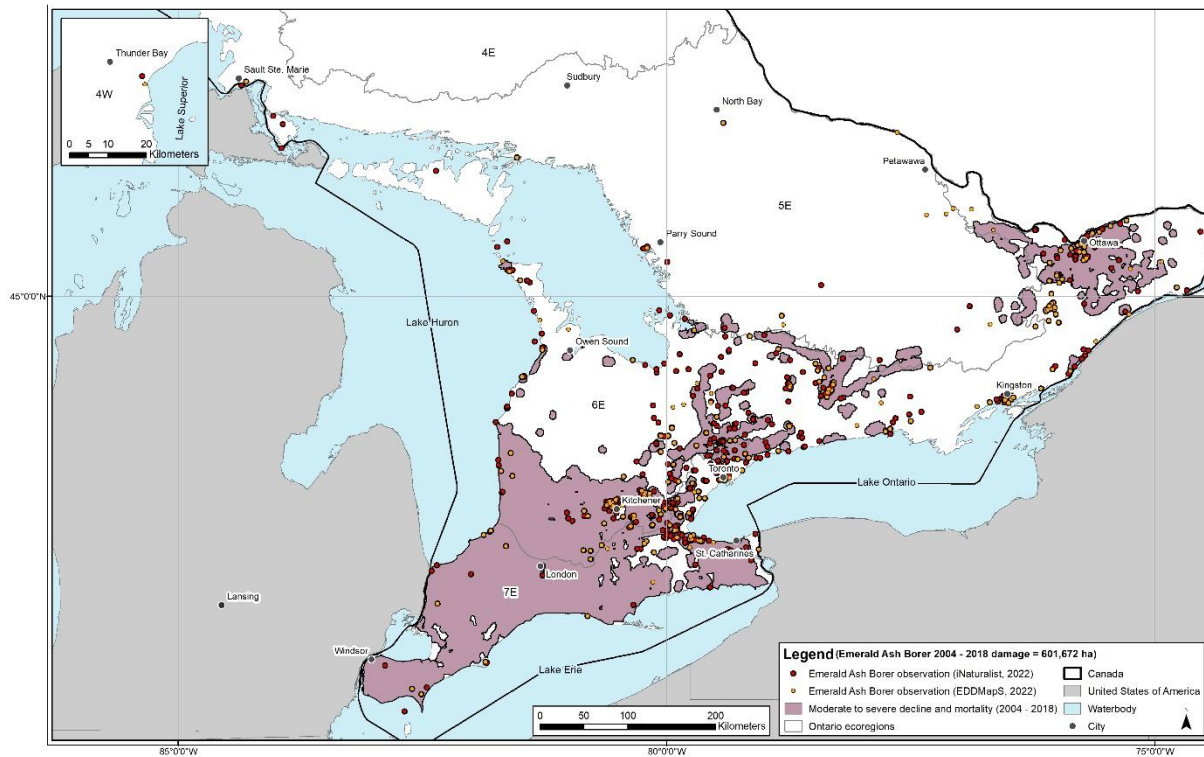 Thunder Bay
4W
Lake Superior
0 5 10 20
Kilometers
Sault Ste. Marie
4E
Sudbury
North Bay
Petawawa
5E
Parry Sound
Ottawa
45°0'0"N
45°0'0"N
Lake Huron
Owen Sound
6E
Kingston
Toronto
Lake Ontario
Kitchener
St. Catharines
London
7E
Lansing
Windsor
Lake Erie
0 50 100 200
Kilometers
Legend (Emerald Ash Borer 2004 - 2018 damage = 601,672 ha)
Emerald Ash Borer observation (iNaturalist, 2022)
Emerald Ash Borer observation (EDDMapS, 2022)
Moderate to severe decline and mortality (2004 - 2018)
Ontario ecoregions
Canada
United States of America
Waterbody
City
85°0'0"W
80°0'0"W
75°0'0"W